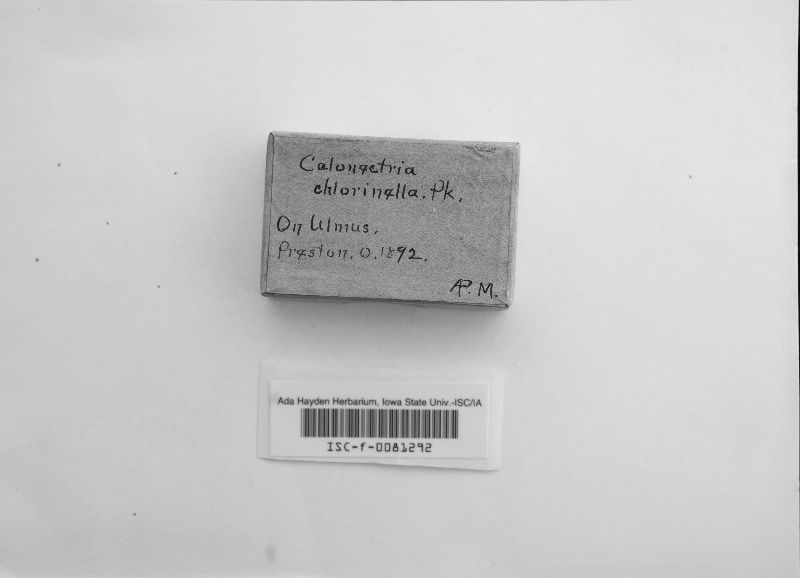 Calonectria
chlorinella. Pk.
On Ulmus.
Preston, O. 1892.
A.P. M.
Ada Hayden Herbarium, Iowa State Univ.-ISC/IA
ISC-f-0081292